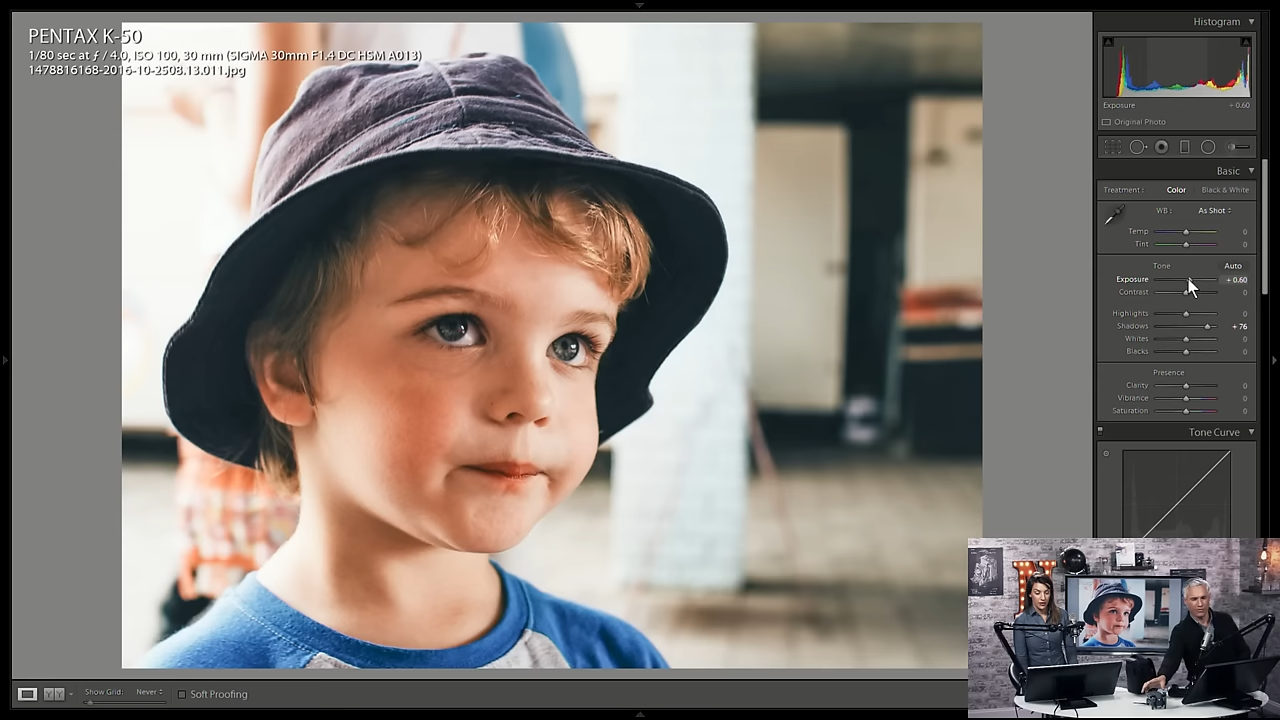 PENTAX K-50
1/80 sec at ƒ / 4.0, ISO 100, 30 mm (SIGMA 30mm F1.4 DC HSM A013)
1478816168-2016-10-2508.13.011.jpg
Histogram
Exposure + 0.60
Original Photo
Basic
Treatment : Color Black & White
WB : As Shot
Temp 0
Tint 0
Tone Auto
Exposure + 0.60
Contrast 0
Highlights 0
Shadows + 76
Whites 0
Blacks 0
Presence
Clarity 0
Vibrance 0
Saturation 0
Tone Curve
Show Grid: Never
Soft Proofing